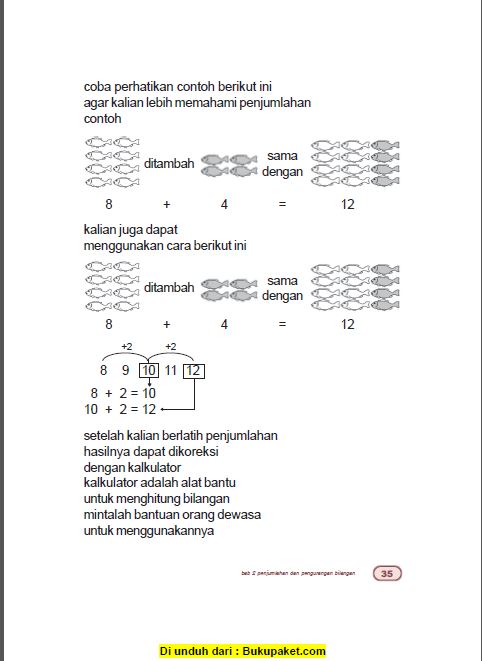 coba perhatikan contoh berikut ini
agar kalian lebih memahami penjumlahan
contoh
ditambah
sama
dengan
8 + 4 = 12
kalian juga dapat
menggunakan cara berikut ini
ditambah
sama
dengan
8 + 4 = 12
+2 +2
8 9 10 11 12
8 + 2 = 10
10 + 2 = 12
setelah kalian berlatih penjumlahan
hasilnya dapat dikoreksi
dengan kalkulator
kalkulator adalah alat bantu
untuk menghitung bilangan
mintalah bantuan orang dewasa
untuk menggunakannya
bab 2 penjumlahan dan pengurangan bilangan 35
Di unduh dari : Bukupaket.com